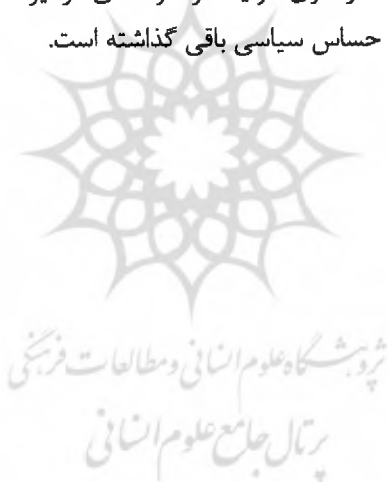 حساس سیاسی باقی گذاشته است.
پژوهشگاه علوم انسانی و مطالعات فرهنگی
پرتال جامع علوم انسانی